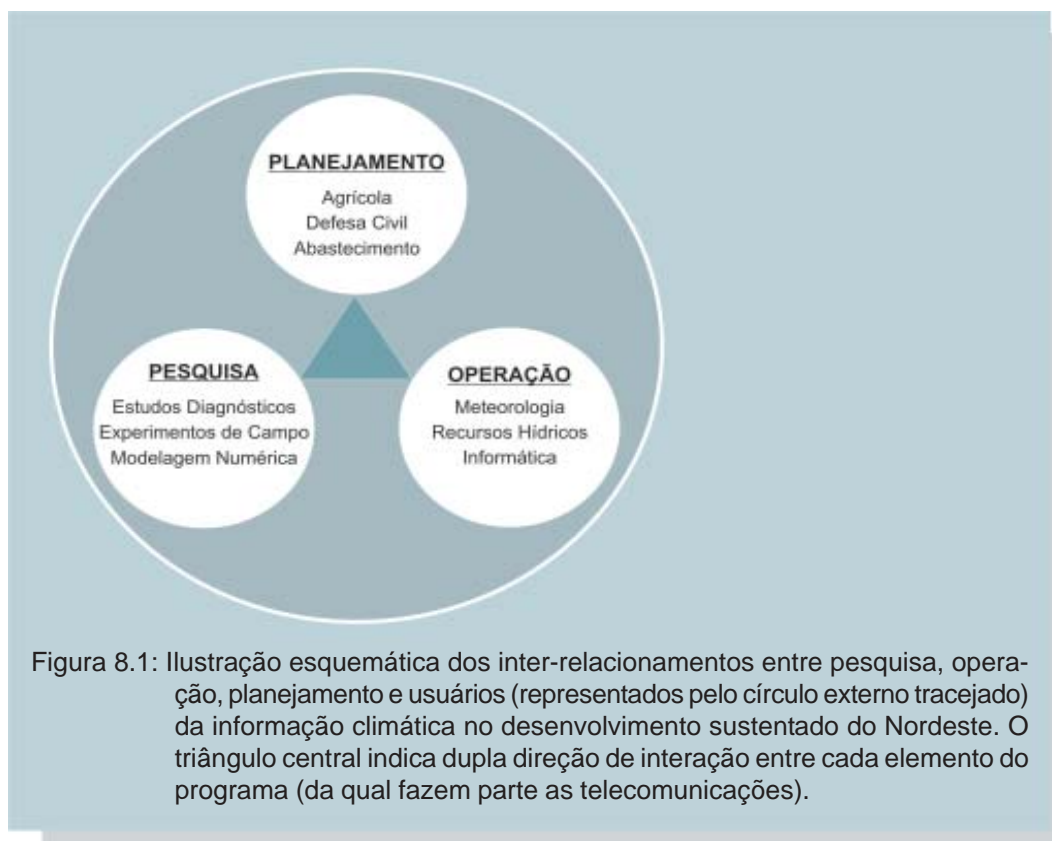 PLANEJAMENTO
Agrícola
Defesa Civil
Abastecimento
PESQUISA
Estudos Diagnósticos
Experimentos de Campo
Modelagem Numérica
OPERAÇÃO
Meteorologia
Recursos Hídricos
Informática
Figura 8.1: Ilustração esquemática dos inter-relacionamentos entre pesquisa, opera-
ção, planejamento e usuários (representados pelo círculo externo tracejado)
da informação climática no desenvolvimento sustentado do Nordeste. O
triângulo central indica dupla direção de interação entre cada elemento do
programa (da qual fazem parte as telecomunicações).